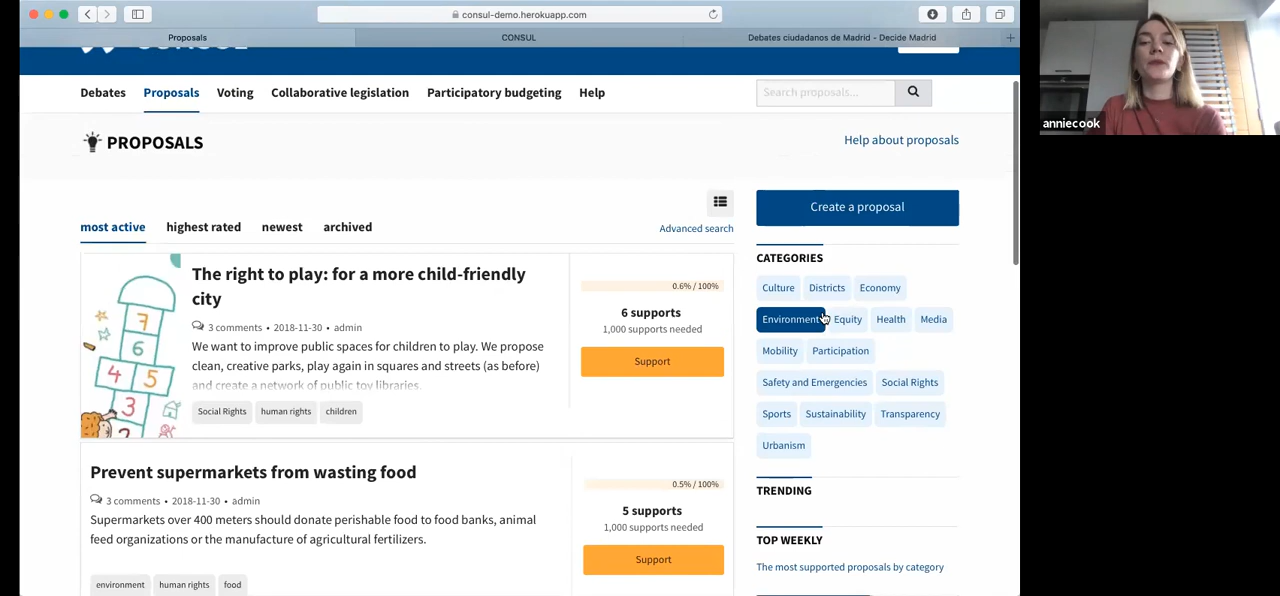 consul-demo.herokuapp.com
Proposals
CONSUL
Debates ciudadanos de Madrid - Decide Madrid
CONSUL
Debates
Proposals
Voting
Collaborative legislation
Participatory budgeting
Help
Search proposals...
PROPOSALS
Help about proposals
most active
highest rated
newest
archived
Advanced search
The right to play: for a more child-friendly
city
3 comments • 2018-11-30 • admin
We want to improve public spaces for children to play. We propose
clean, creative parks, play again in squares and streets (as before)
and create a network of public toy libraries.
Social Rights
human rights
children
7
6
4
5
3
2
0.6% / 100%
6 supports
1,000 supports needed
Support
Prevent supermarkets from wasting food
3 comments • 2018-11-30 • admin
Supermarkets over 400 meters should donate perishable food to food banks, animal
feed organizations or the manufacture of agricultural fertilizers.
environment
human rights
food
0.5% / 100%
5 supports
1,000 supports needed
Support
Create a proposal
CATEGORIES
Culture
Districts
Economy
Environment
Equity
Health
Media
Mobility
Participation
Safety and Emergencies
Social Rights
Sports
Sustainability
Transparency
Urbanism
TRENDING
TOP WEEKLY
The most supported proposals by category
anniecook